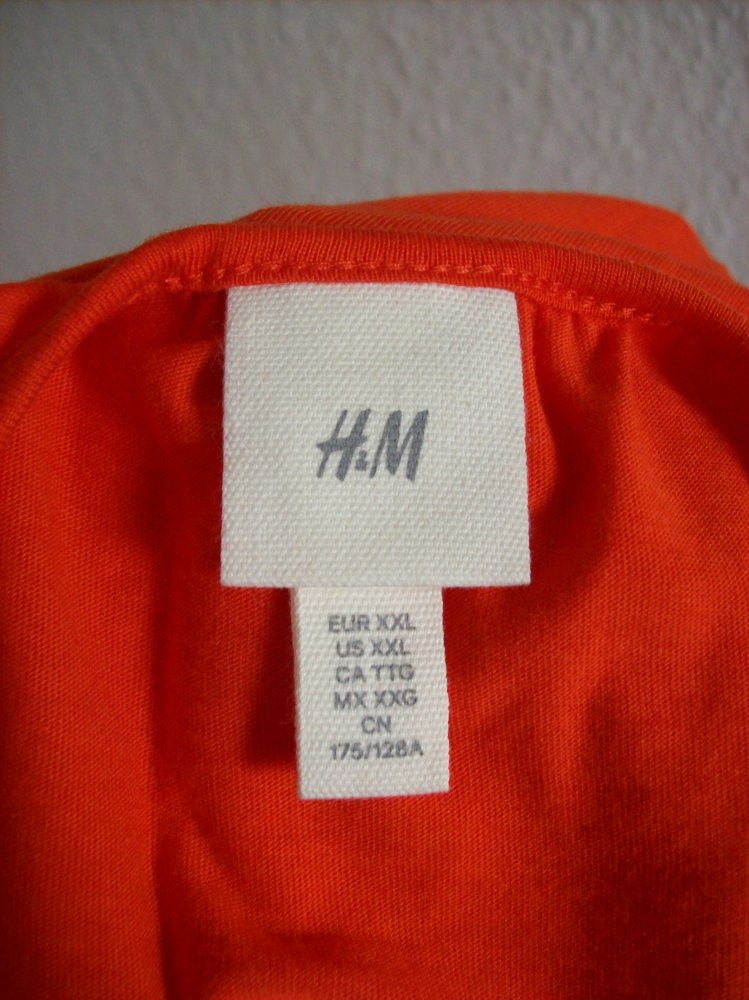 H&M
EUR XXL
US XXL
CA TTG
MX XXG
CN
175/128A